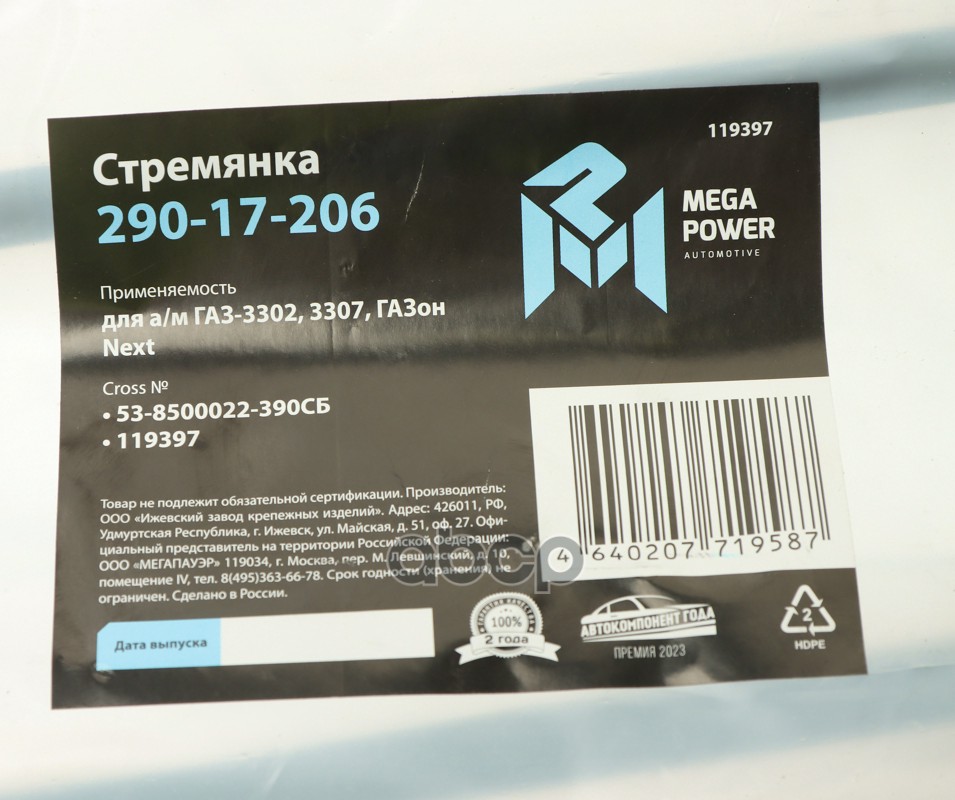 Стремянка
290-17-206
119397
MEGA
POWER
AUTOMOTIVE
Применяемость
для а/м ГАЗ-3302, 3307, ГАЗон
Next
Cross №
• 53-8500022-390СБ
• 119397
Товар не подлежит обязательной сертификации. Производитель:
ООО «Ижевский завод крепежных изделий». Адрес: 426011, РФ,
Удмуртская Республика, г. Ижевск, ул. Майская, д. 51, оф. 27. Офи-
циальный представитель на территории Российской Федерации:
ООО «МЕГАПАУЭР» 119034, г. Москва, пер. М. Левшинский, д. 10,
помещение IV, тел. 8(495)363-66-78. Срок годности (хранения) не
ограничен. Сделано в России.
Дата выпуска
4 640207 719587
abcp
ГАРАНТИЯ КАЧЕСТВА
100%
2 года
АВТОКОМПОНЕНТ ГОДА
ПРЕМИЯ 2023
2
HDPE